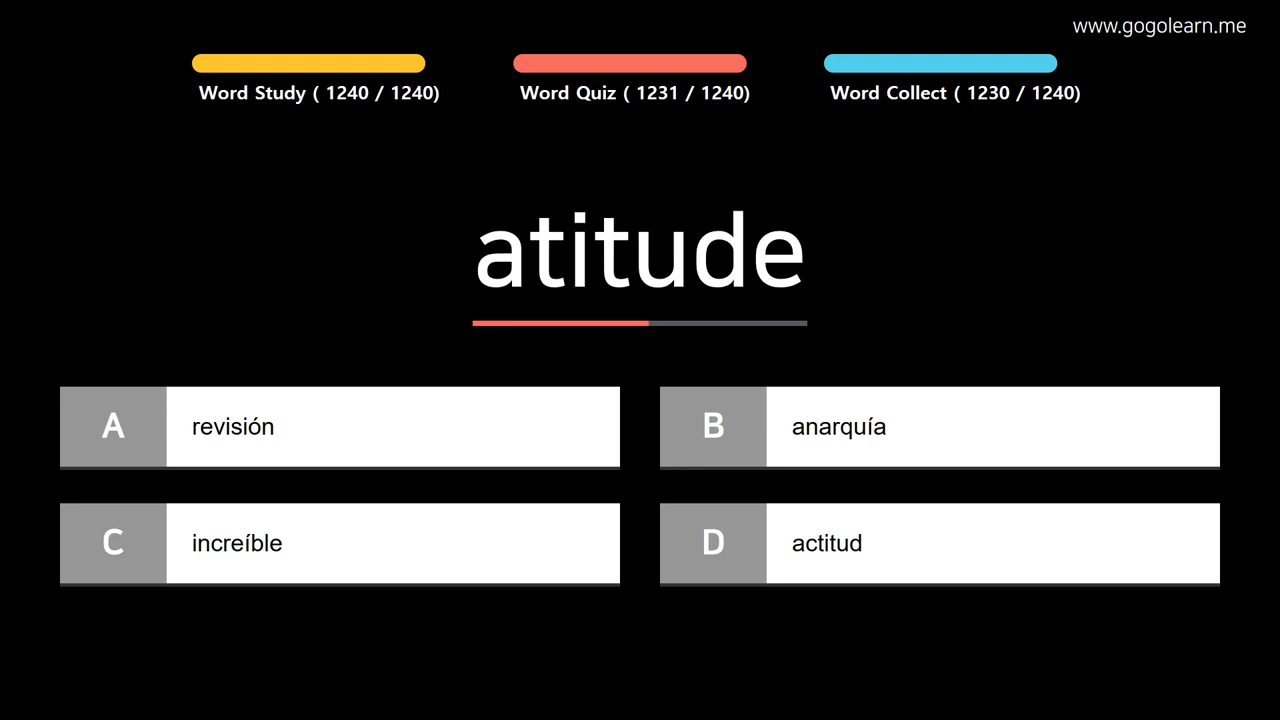 www.gogolearn.me
Word Study ( 1240 / 1240)
Word Quiz ( 1231 / 1240)
Word Collect ( 1230 / 1240)
atitude
A revisión
B anarquía
C increíble
D actitud